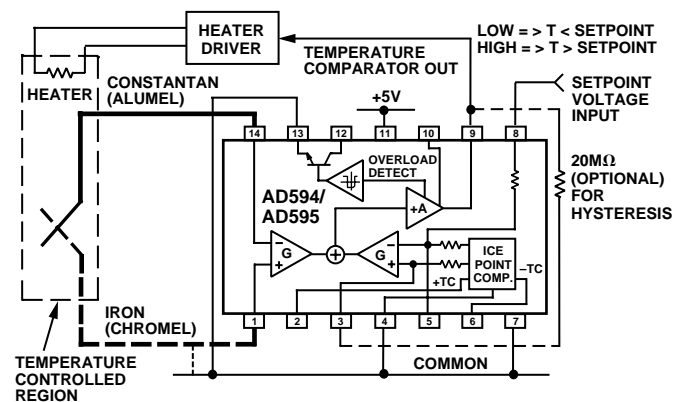 HEATER
DRIVER
LOW = > T < SETPOINT
HIGH = > T > SETPOINT
TEMPERATURE
COMPARATOR OUT
HEATER
CONSTANTAN
(ALUMEL)
+5V
SETPOINT
VOLTAGE
INPUT
14
13
12
11
10
9
8
OVERLOAD
DETECT
20MΩ
(OPTIONAL)
FOR
HYSTERESIS
AD594/
AD595
+A
–
+
G
+
–
+
G
ICE
POINT
COMP.
+TC
–TC
IRON
(CHROMEL)
1
2
3
4
5
6
7
TEMPERATURE
CONTROLLED
REGION
COMMON